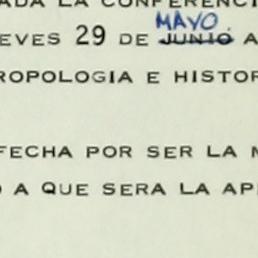 ADA LA CONFERENCI
MAYO
EVES 29 DE JUNIO A
ROPOLOGIA E HISTOR
FECHA POR SER LA M
O A QUE SERA LA AP